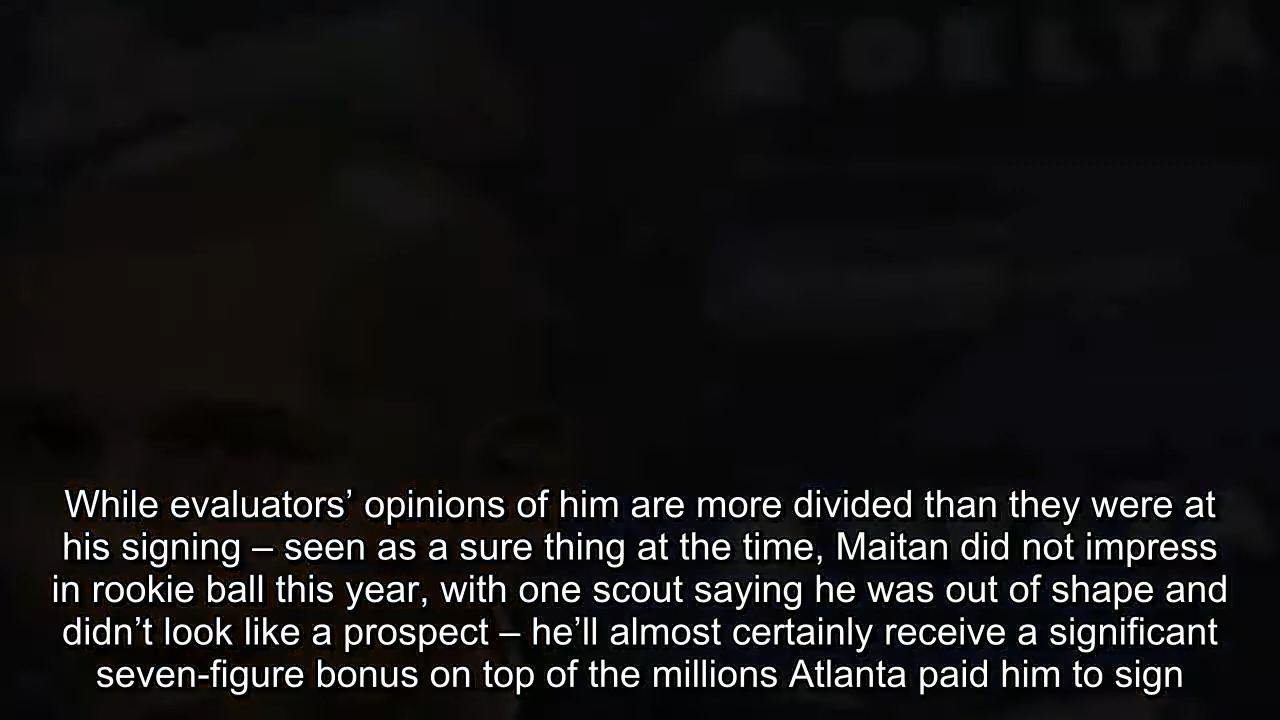 DELTA
While evaluators’ opinions of him are more divided than they were at
his signing – seen as a sure thing at the time, Maitan did not impress
in rookie ball this year, with one scout saying he was out of shape and
didn’t look like a prospect – he’ll almost certainly receive a significant
seven-figure bonus on top of the millions Atlanta paid him to sign